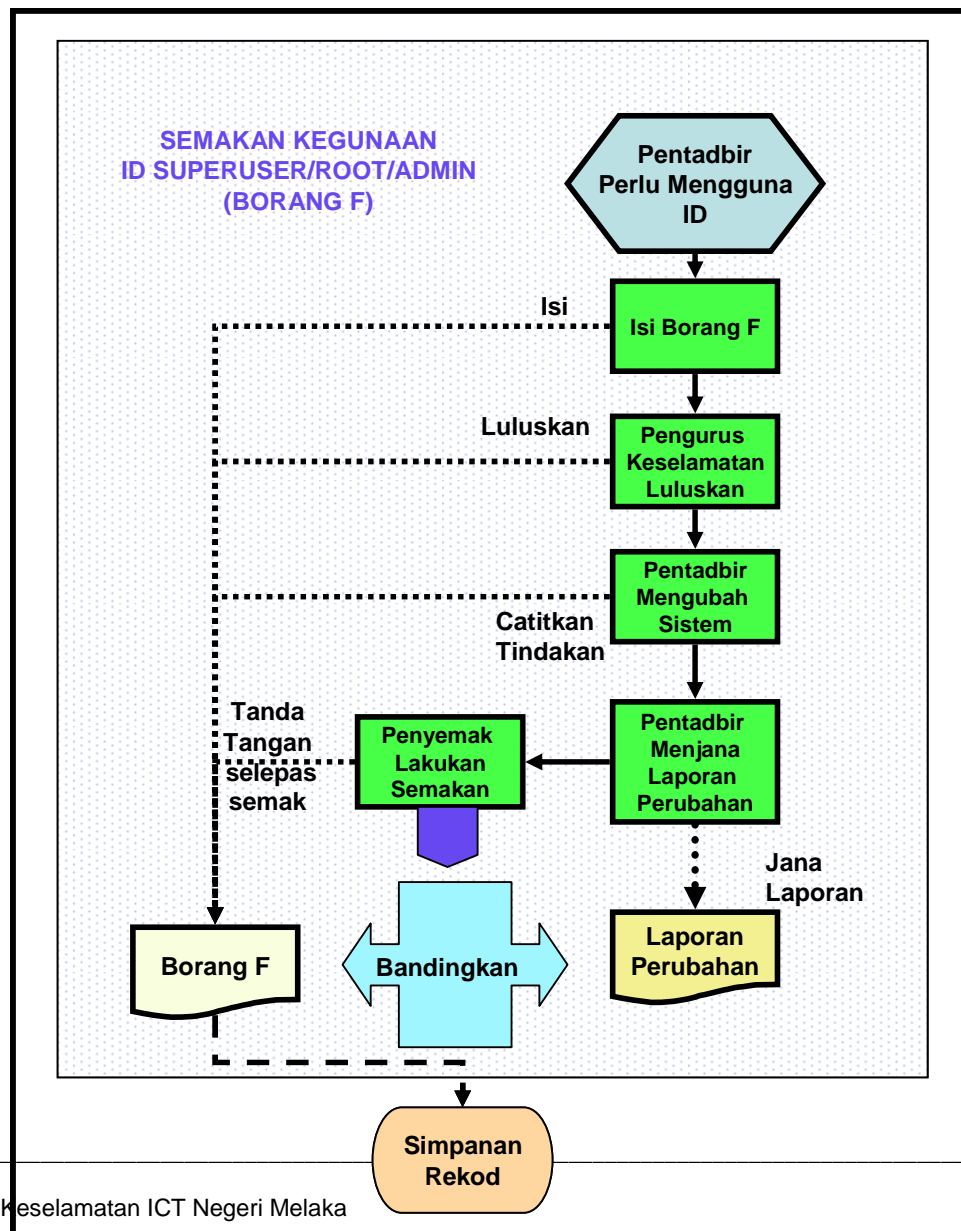 SEMAKAN KEGUNAAN
ID SUPERUSER/ROOT/ADMIN
(BORANG F)
Pentadbir
Perlu Mengguna
ID
Isi
Isi Borang F
Luluskan
Pengurus
Keselamatan
Luluskan
Pentadbir
Mengubah
Sistem
Catitkan
Tindakan
Tanda
Tangan
selepas
semak
Penyemak
Lakukan
Semakan
Pentadbir
Menjana
Laporan
Perubahan
Jana
Laporan
Borang F
Bandingkan
Laporan
Perubahan
Simpanan
Rekod
Keselamatan ICT Negeri Melaka